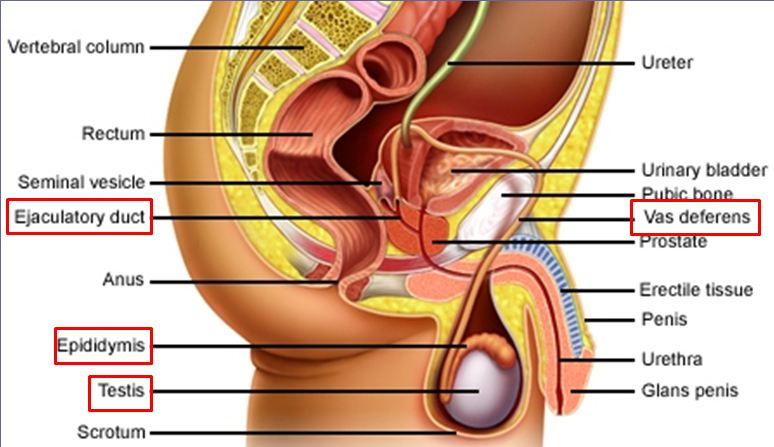 Vertebral column
Rectum
Seminal vesicle
Ejaculatory duct
Anus
Epididymis
Testis
Scrotum
Ureter
Urinary bladder
Pubic bone
Vas deferens
Prostate
Erectile tissue
Penis
Urethra
Glans penis